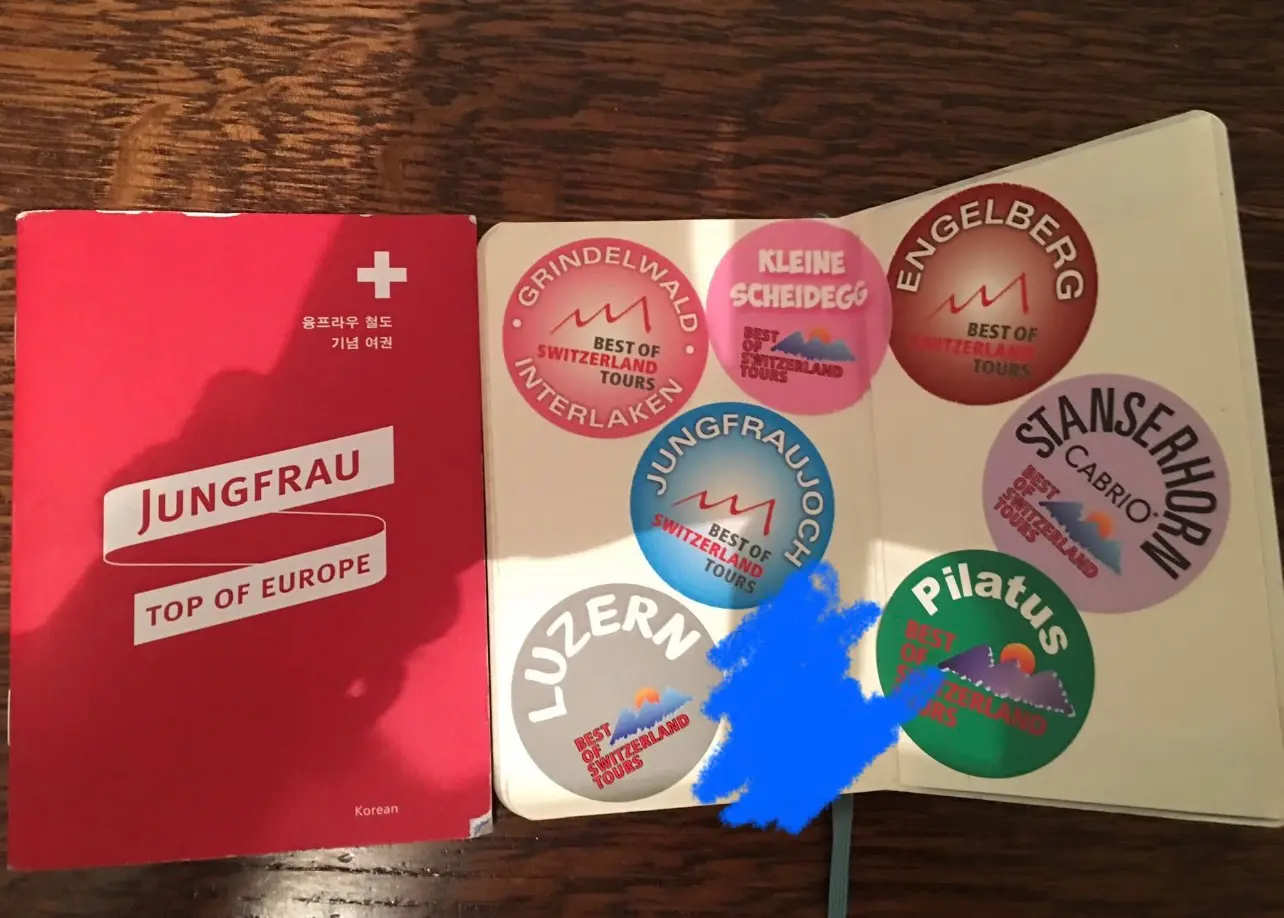 융프라우 철도
기념 여권
JUNGFRAU
TOP OF EUROPE
Korean
GRINDELWALD
BEST OF
SWITZERLAND
TOURS
INTERLAKEN
KLEINE
SCHEIDEGG
BEST
OF
SWITZERLAND
TOURS
ENGELBERG
BEST OF
SWITZERLAND
TOURS
JUNGFRAUJOCH
BEST OF
SWITZERLAND
TOURS
STANSERHORN
CABRIO
BEST
OF
SWITZERLAND
TOURS
LUZERN
BEST
OF
SWITZERLAND
TOURS
Pilatus
BEST
OF
SWITZERLAND
TOURS